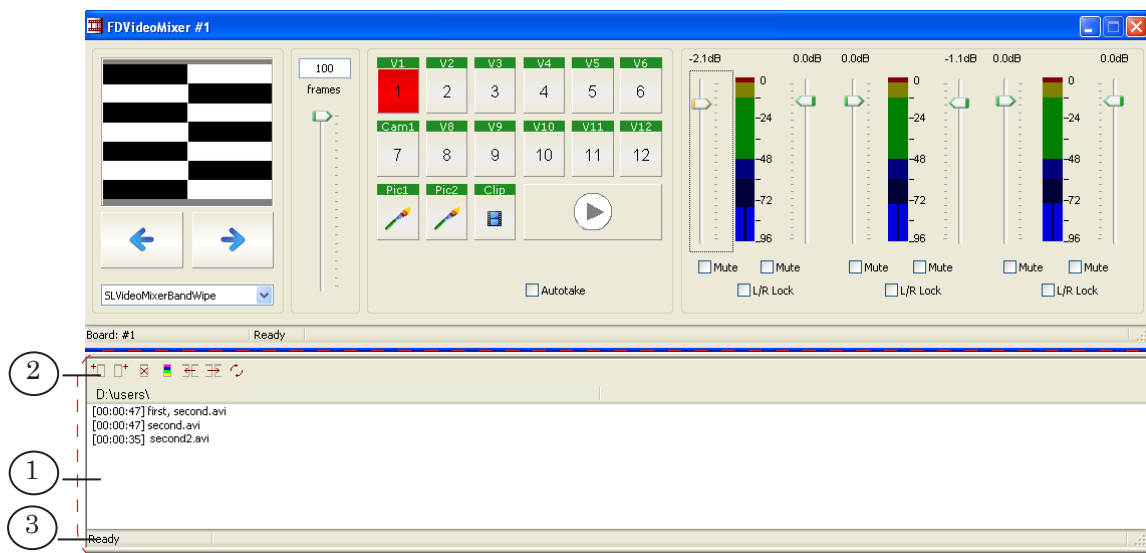 FDVideoMixer #1
100
frames
V1 V2 V3 V4 V5 V6
1 2 3 4 5 6
Cam1 V8 V9 V10 V11 V12
7 8 9 10 11 12
Pic1 Pic2 Clip
Autotake
SLVideoMixerBandWipe
-2.1dB 0.0dB 0.0dB -1.1dB 0.0dB 0.0dB
0 0 0
-24 -24 -24
-48 -48 -48
-72 -72 -72
-96 -96 -96
Mute Mute Mute Mute Mute Mute
L/R Lock L/R Lock L/R Lock
Board: #1 Ready
2
D:\users\
[00:00:47] first, second.avi
[00:00:47] second.avi
[00:00:35] second2.avi
1
3
Ready